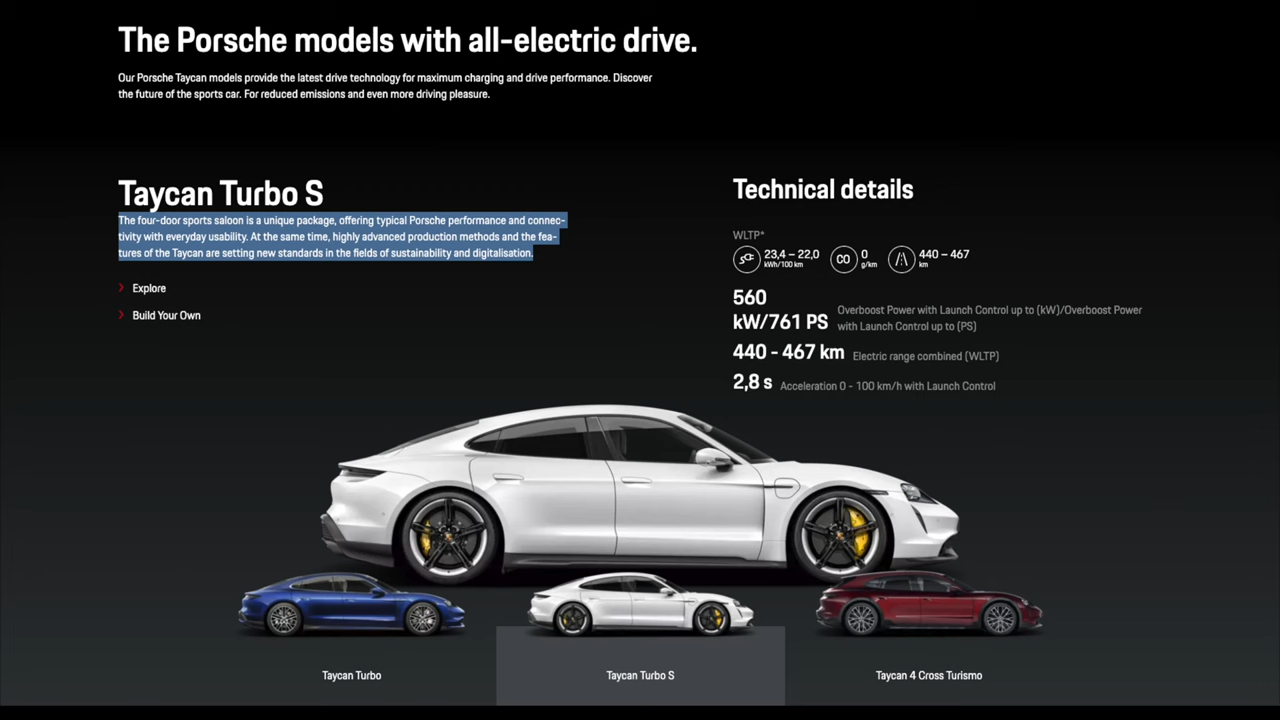 The Porsche models with all-electric drive.
Our Porsche Taycan models provide the latest drive technology for maximum charging and drive performance. Discover
the future of the sports car. For reduced emissions and even more driving pleasure.
Taycan Turbo S
The four-door sports saloon is a unique package, offering typical Porsche performance and connec-
tivity with everyday usability. At the same time, highly advanced production methods and the fea-
tures of the Taycan are setting new standards in the fields of sustainability and digitalisation.
Explore
Build Your Own
Technical details
WLTP*
23,4 – 22,0
kWh/100 km
CO
0
g/km
440 – 467
km
560
kW/761 PS
Overboost Power with Launch Control up to (kW)/Overboost Power
with Launch Control up to (PS)
440 - 467 km Electric range combined (WLTP)
2,8 s Acceleration 0 - 100 km/h with Launch Control
Taycan Turbo
Taycan Turbo S
Taycan 4 Cross Turismo